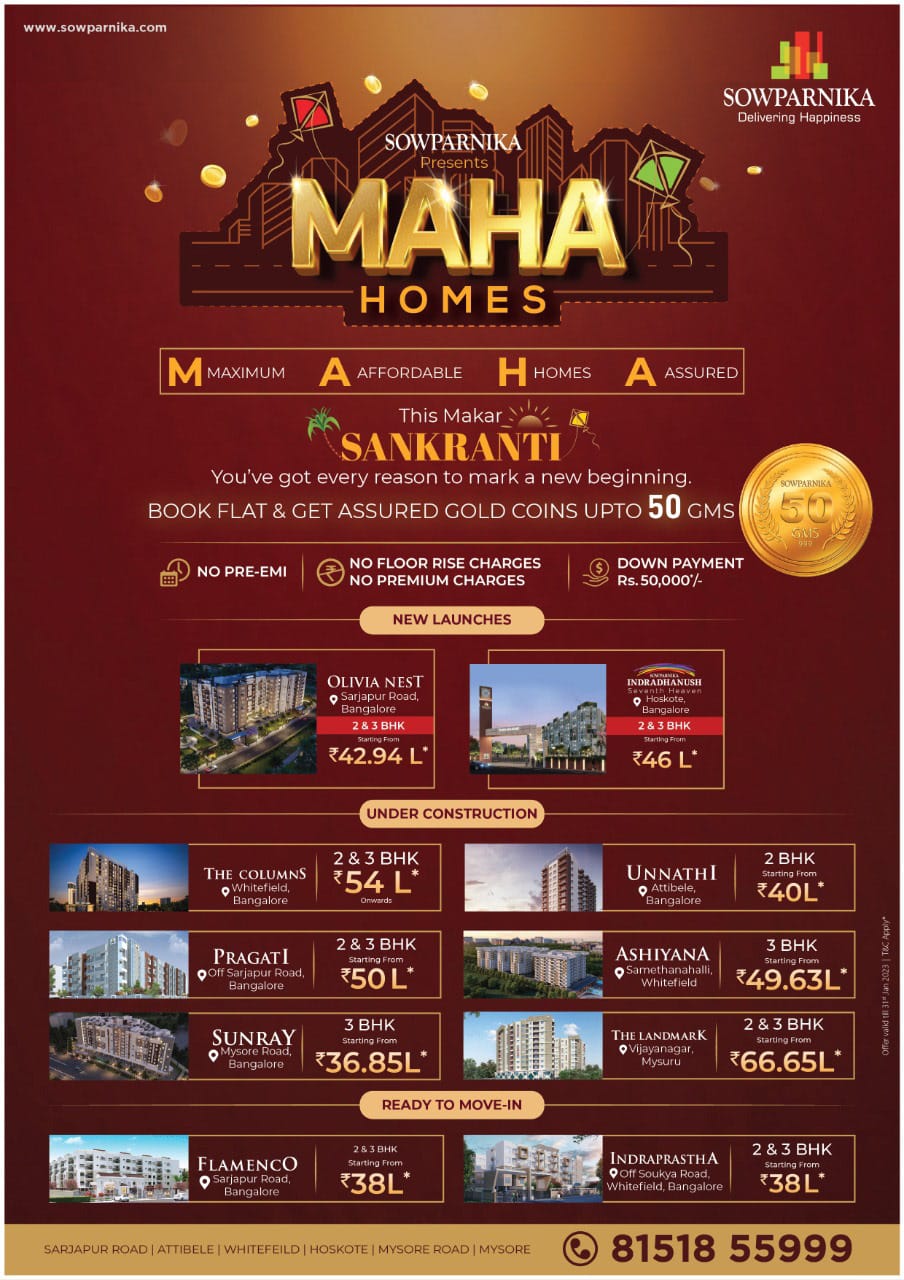 www.sowparnika.com
SOWPARNIKA
Delivering Happiness
SOWPARNIKA
Presents
MAHA
HOMES
M MAXIMUM A AFFORDABLE H HOMES A ASSURED
This Makar
SANKRANTI
You've got every reason to mark a new beginning.
BOOK FLAT & GET ASSURED GOLD COINS UPTO 50 GMS
SOWPARNIKA
50
GMS
999
NO PRE-EMI
NO FLOOR RISE CHARGES
NO PREMIUM CHARGES
DOWN PAYMENT
Rs.50,000*/-
NEW LAUNCHES
OLIVIA NEST
Sarjapur Road,
Bangalore
2 & 3 BHK
Starting From
₹42.94 L*
SOWPARNIKA
INDRADHANUSH
Seventh Heaven
Hoskote,
Bangalore
2 & 3 BHK
Starting From
₹46 L*
UNDER CONSTRUCTION
THE COLUMNS
Whitefield,
Bangalore
2 & 3 BHK
₹54 L*
Onwards
UNNATHI
Attibele,
Bangalore
2 BHK
Starting From
₹40L*
PRAGATI
Off Sarjapur Road,
Bangalore
2 & 3 BHK
Starting From
₹50 L*
ASHIYANA
Samethanahalli,
Whitefield
3 BHK
Starting From
₹49.63L*
SUNRAY
Mysore Road,
Bangalore
3 BHK
Starting From
₹36.85L*
THE LANDMARK
Vijayanagar,
Mysuru
2 & 3 BHK
Starting From
₹66.65L*
READY TO MOVE-IN
FLAMENCO
Sarjapur Road,
Bangalore
2 & 3 BHK
Starting From
₹38L*
INDRAPRASTHA
Off Soukya Road,
Whitefield, Bangalore
2 & 3 BHK
Starting From
₹38L*
Offer valid till 31st Jan 2023 | T&C Apply*
SARJAPUR ROAD | ATTIBELE | WHITEFEILD | HOSKOTE | MYSORE ROAD | MYSORE
81518 55999